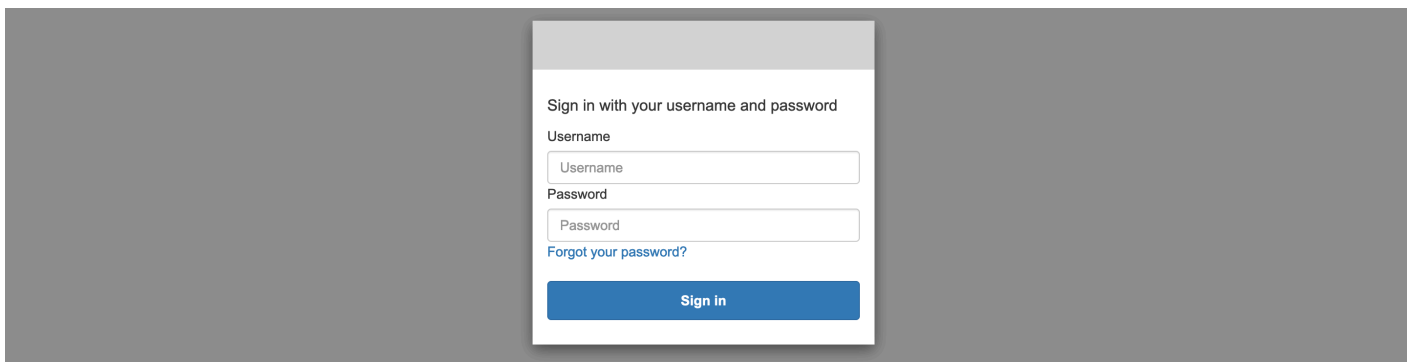 Sign in with your username and password
Username
Username
Password
Password
Forgot your password?
Sign in